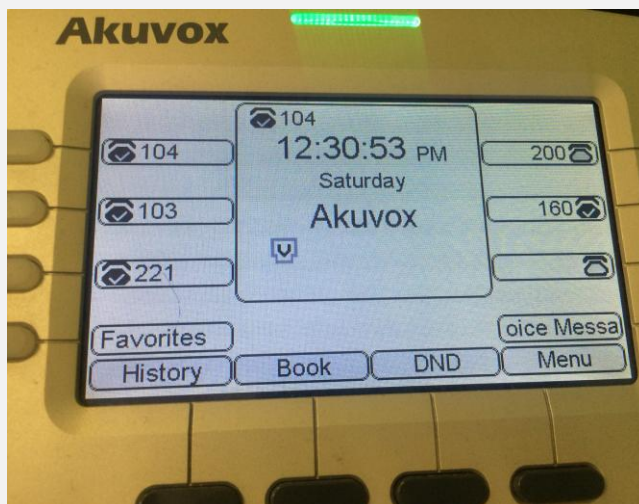 Akuvox
104
12:30:53 PM
Saturday
Akuvox
104
103
221
Favorites
200
160
oice Messa
History
Book
DND
Menu